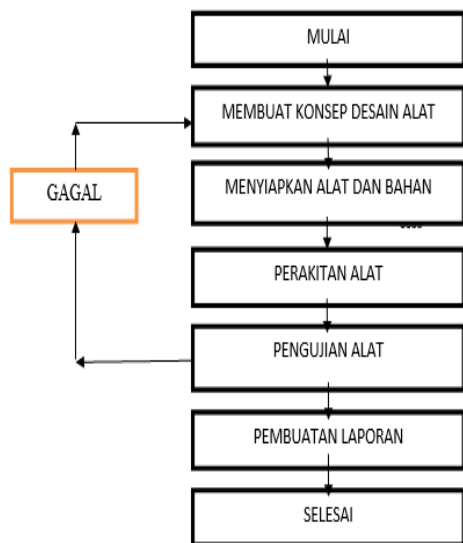 MULAI
MEMBUAT KONSEP DESAIN ALAT
GAGAL
MENYIAPKAN ALAT DAN BAHAN
PERAKITAN ALAT
PENGUJIAN ALAT
PEMBUATAN LAPORAN
SELESAI